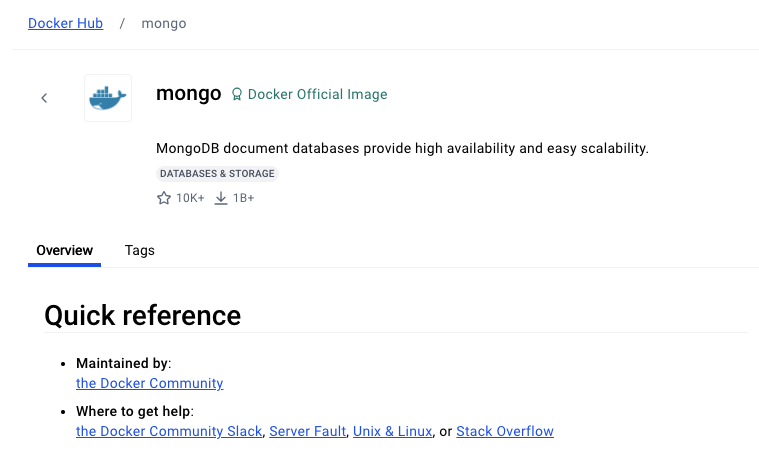 Docker Hub / mongo
mongo Docker Official Image
MongoDB document databases provide high availability and easy scalability.
DATABASES & STORAGE
10K+ 1B+
Overview Tags
Quick reference
• Maintained by:
the Docker Community
• Where to get help:
the Docker Community Slack, Server Fault, Unix & Linux, or Stack Overflow